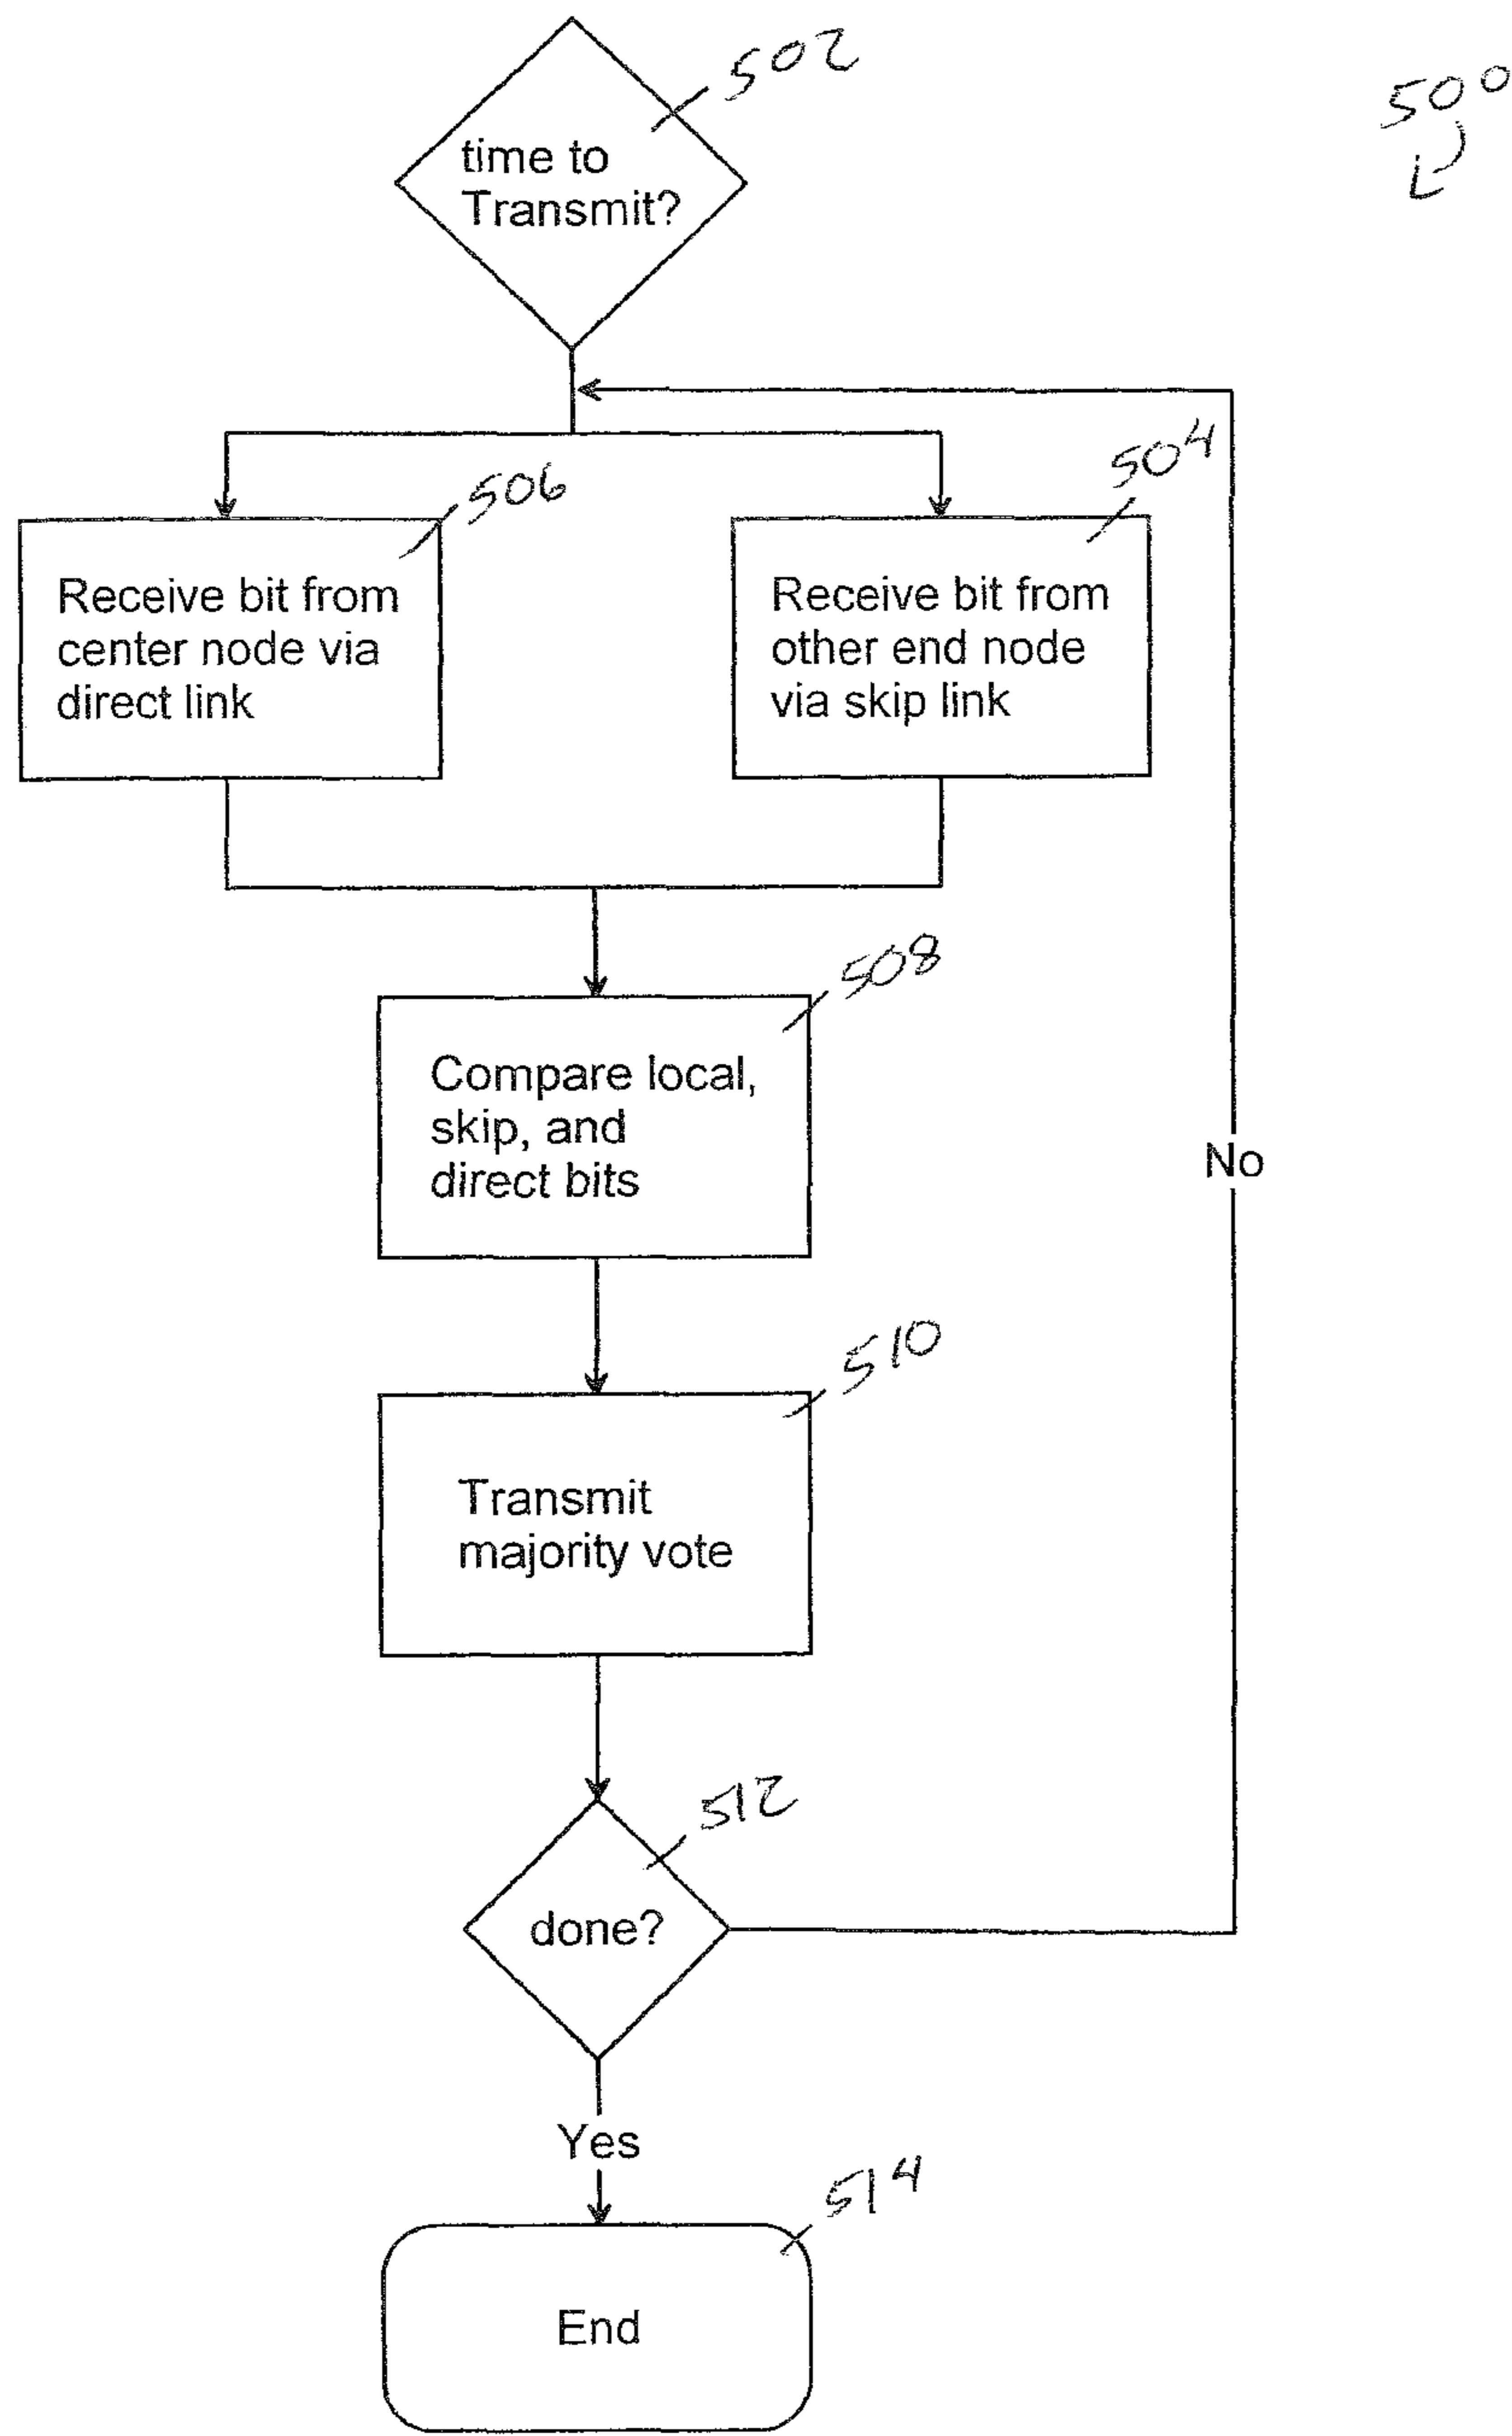 502
500
time to
Transmit?
506
504
Receive bit from
center node via
direct link
Receive bit from
other end node
via skip link
508
Compare local,
skip, and
direct bits
No
510
Transmit
majority vote
512
done?
Yes
514
End